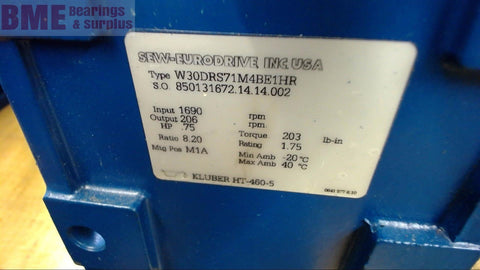 BME Bearings & surplus
SEW-EURODRIVE INC USA
Type W30DRS71M4BE1HR
S.O. 850131672.14.14.002
Input 1690 rpm
Output 206 rpm
HP .75 Torque 203 lb-in
Ratio 8.20 Rating 1.75
Mtg Pos M1A Min Amb -20°C
Max Amb 40°C
KLUBER HT-460-5